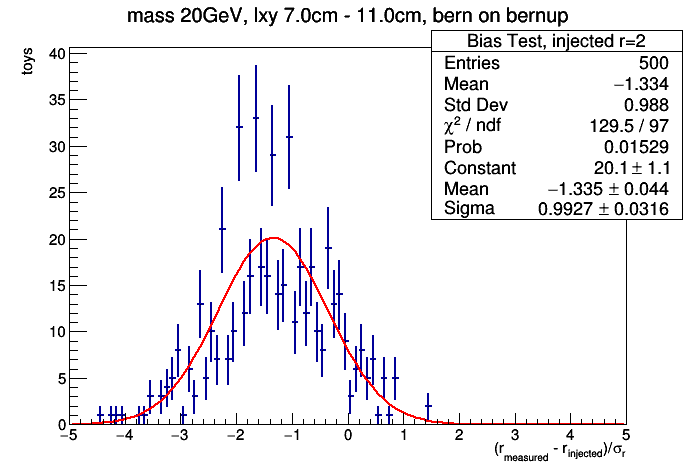 mass 20GeV, lxy 7.0cm - 11.0cm, bern on bernup
Bias Test, injected r=2
Entries 500
Mean −1.334
Std Dev 0.988
χ² / ndf 129.5 / 97
Prob 0.01529
Constant 20.1 ± 1.1
Mean −1.335 ± 0.044
Sigma 0.9927 ± 0.0316
toys
40
35
30
25
20
15
10
5
0
−5 −4 −3 −2 −1 0 1 2 3 4 5
(r_measured - r_injected)/σ_r